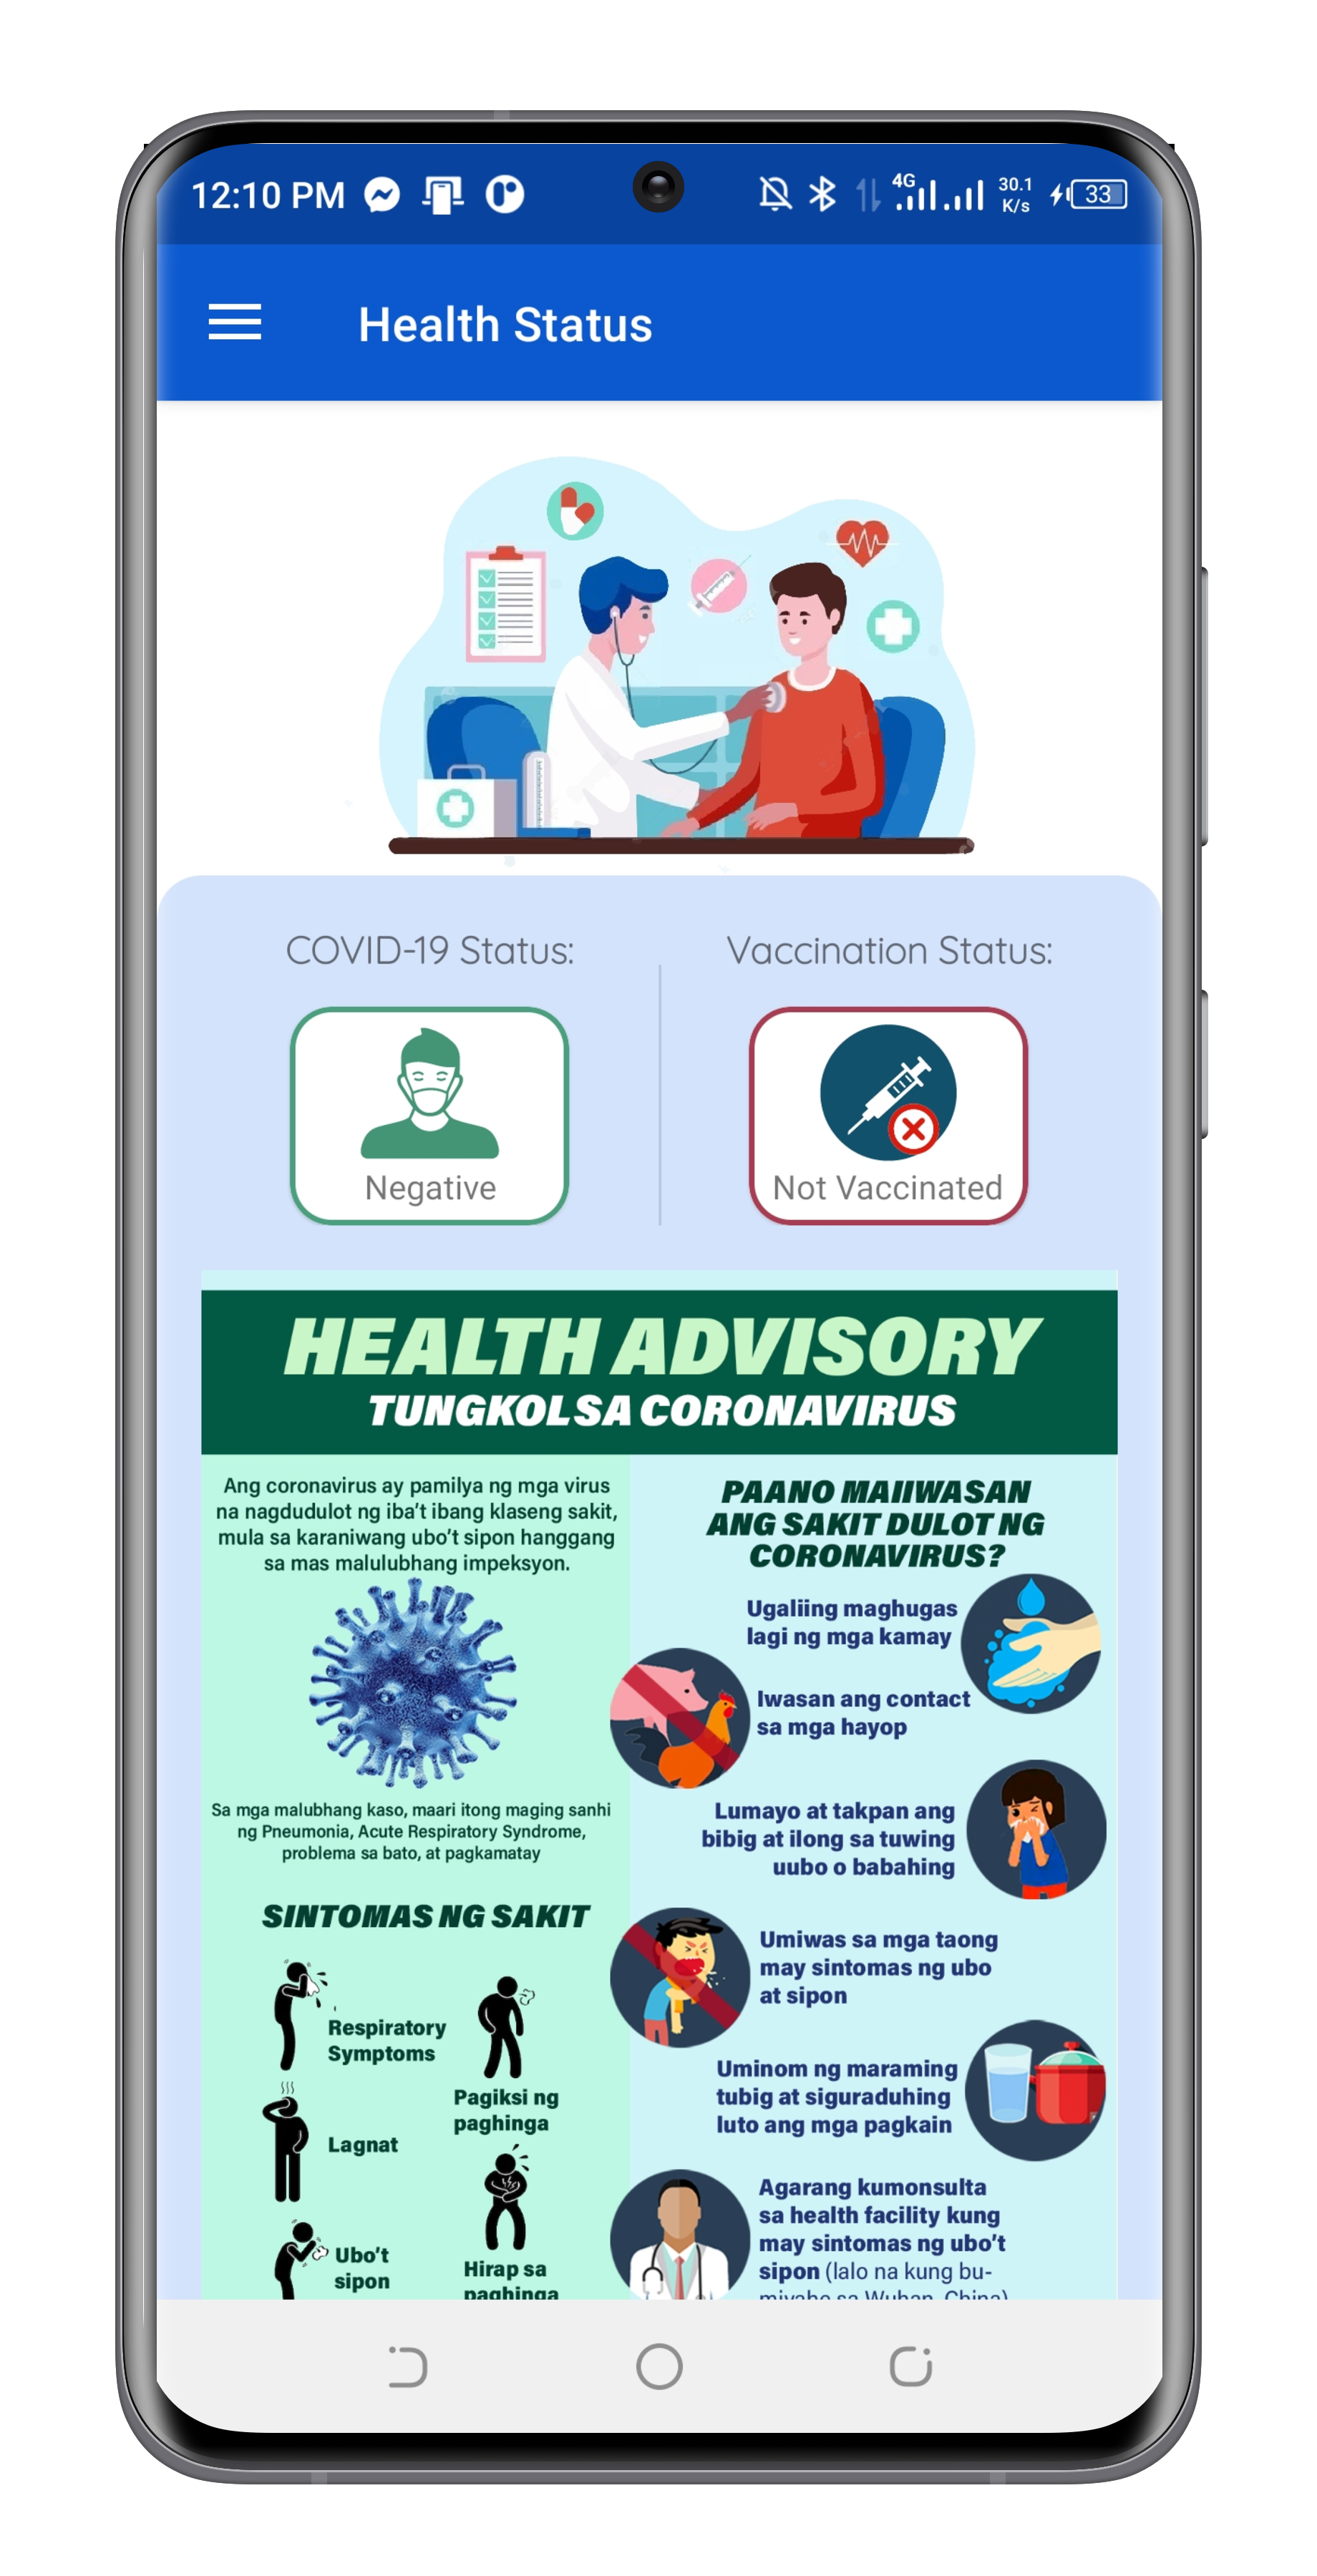 12:10 PM
4G
30.1
K/s
33
Health Status
COVID-19 Status:
Vaccination Status:
Negative
Not Vaccinated
HEALTH ADVISORY
TUNGKOL SA CORONAVIRUS
Ang coronavirus ay pamilya ng mga virus
na nagdudulot ng iba't ibang klaseng sakit,
mula sa karaniwang ubo't sipon hanggang
sa mas malulubhang impeksyon.
Sa mga malubhang kaso, maari itong maging sanhi
ng Pneumonia, Acute Respiratory Syndrome,
problema sa bato, at pagkamatay
SINTOMAS NG SAKIT
Respiratory
Symptoms
Pagiksi ng
paghinga
Lagnat
Ubo't
sipon
Hirap sa
paghinga
PAANO MAIIWASAN
ANG SAKIT DULOT NG
CORONAVIRUS?
Ugaliing maghugas
lagi ng mga kamay
Iwasan ang contact
sa mga hayop
Lumayo at takpan ang
bibig at ilong sa tuwing
uubo o babahing
Umiwas sa mga taong
may sintomas ng ubo
at sipon
Uminom ng maraming
tubig at siguraduhing
luto ang mga pagkain
Agarang kumonsulta
sa health facility kung
may sintomas ng ubo't
sipon (lalo na kung bu-
miyahe sa Wuhan, China)